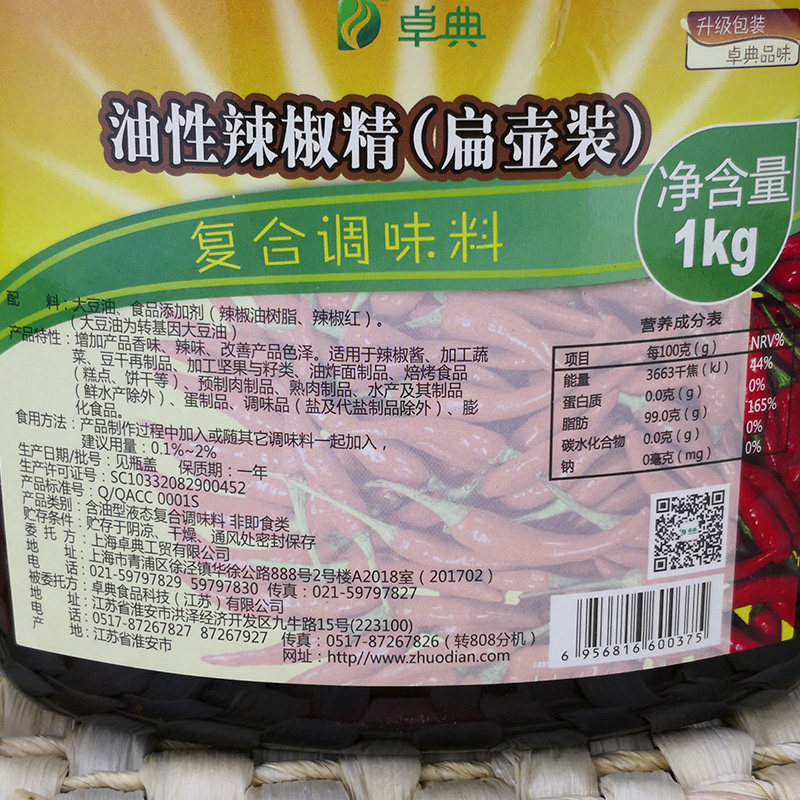 卓典
升级包装
卓典品味
油性辣椒精(扁壶装)
净含量
1kg
复合调味料
配 料:大豆油、食品添加剂(辣椒油树脂、辣椒红)。
(大豆油为转基因大豆油)
产品特性:增加产品香味、辣味、改善产品色泽。适用于辣椒酱、加工蔬
菜、豆干再制品、加工坚果与籽类、油炸面制品、焙烤食品
(糕点、饼干等)、预制肉制品、熟肉制品、水产及其制品
(鲜水产除外)、蛋制品、调味品(盐及代盐制品除外)、膨
化食品。
食用方法:产品制作过程中加入或随其它调味料一起加入,
建议用量:0.1%~2%
生产日期/批号:见瓶盖 保质期:一年
生产许可证号:SC10332082900452
产品标准号:Q/QACC 0001S
产品类别:含油型液态复合调味料 非即食类
贮存条件:贮存于阴凉、干燥、通风处密封保存
委 托 方:上海卓典工贸有限公司
地 址:上海市青浦区徐泾镇华徐公路888号2号楼A2018室(201702)
电 话:021-59797829 59797830 传真:021-59797827
被委托方:卓典食品科技(江苏)有限公司
地 址:江苏省淮安市洪泽经济开发区九牛路15号(223100)
电 话:0517-87267827 87267927 传真:0517-87267826(转808分机)
产 地:江苏省淮安市
网址:http//www.zhuodian.com
营养成分表
项目 每100克(g) NRV%
能量 3663千焦(kJ) 44%
蛋白质 0.0克(g) 0%
脂肪 99.0克(g) 165%
碳水化合物 0.0克(g) 0%
钠 0毫克(mg) 0%
6 956816 600375